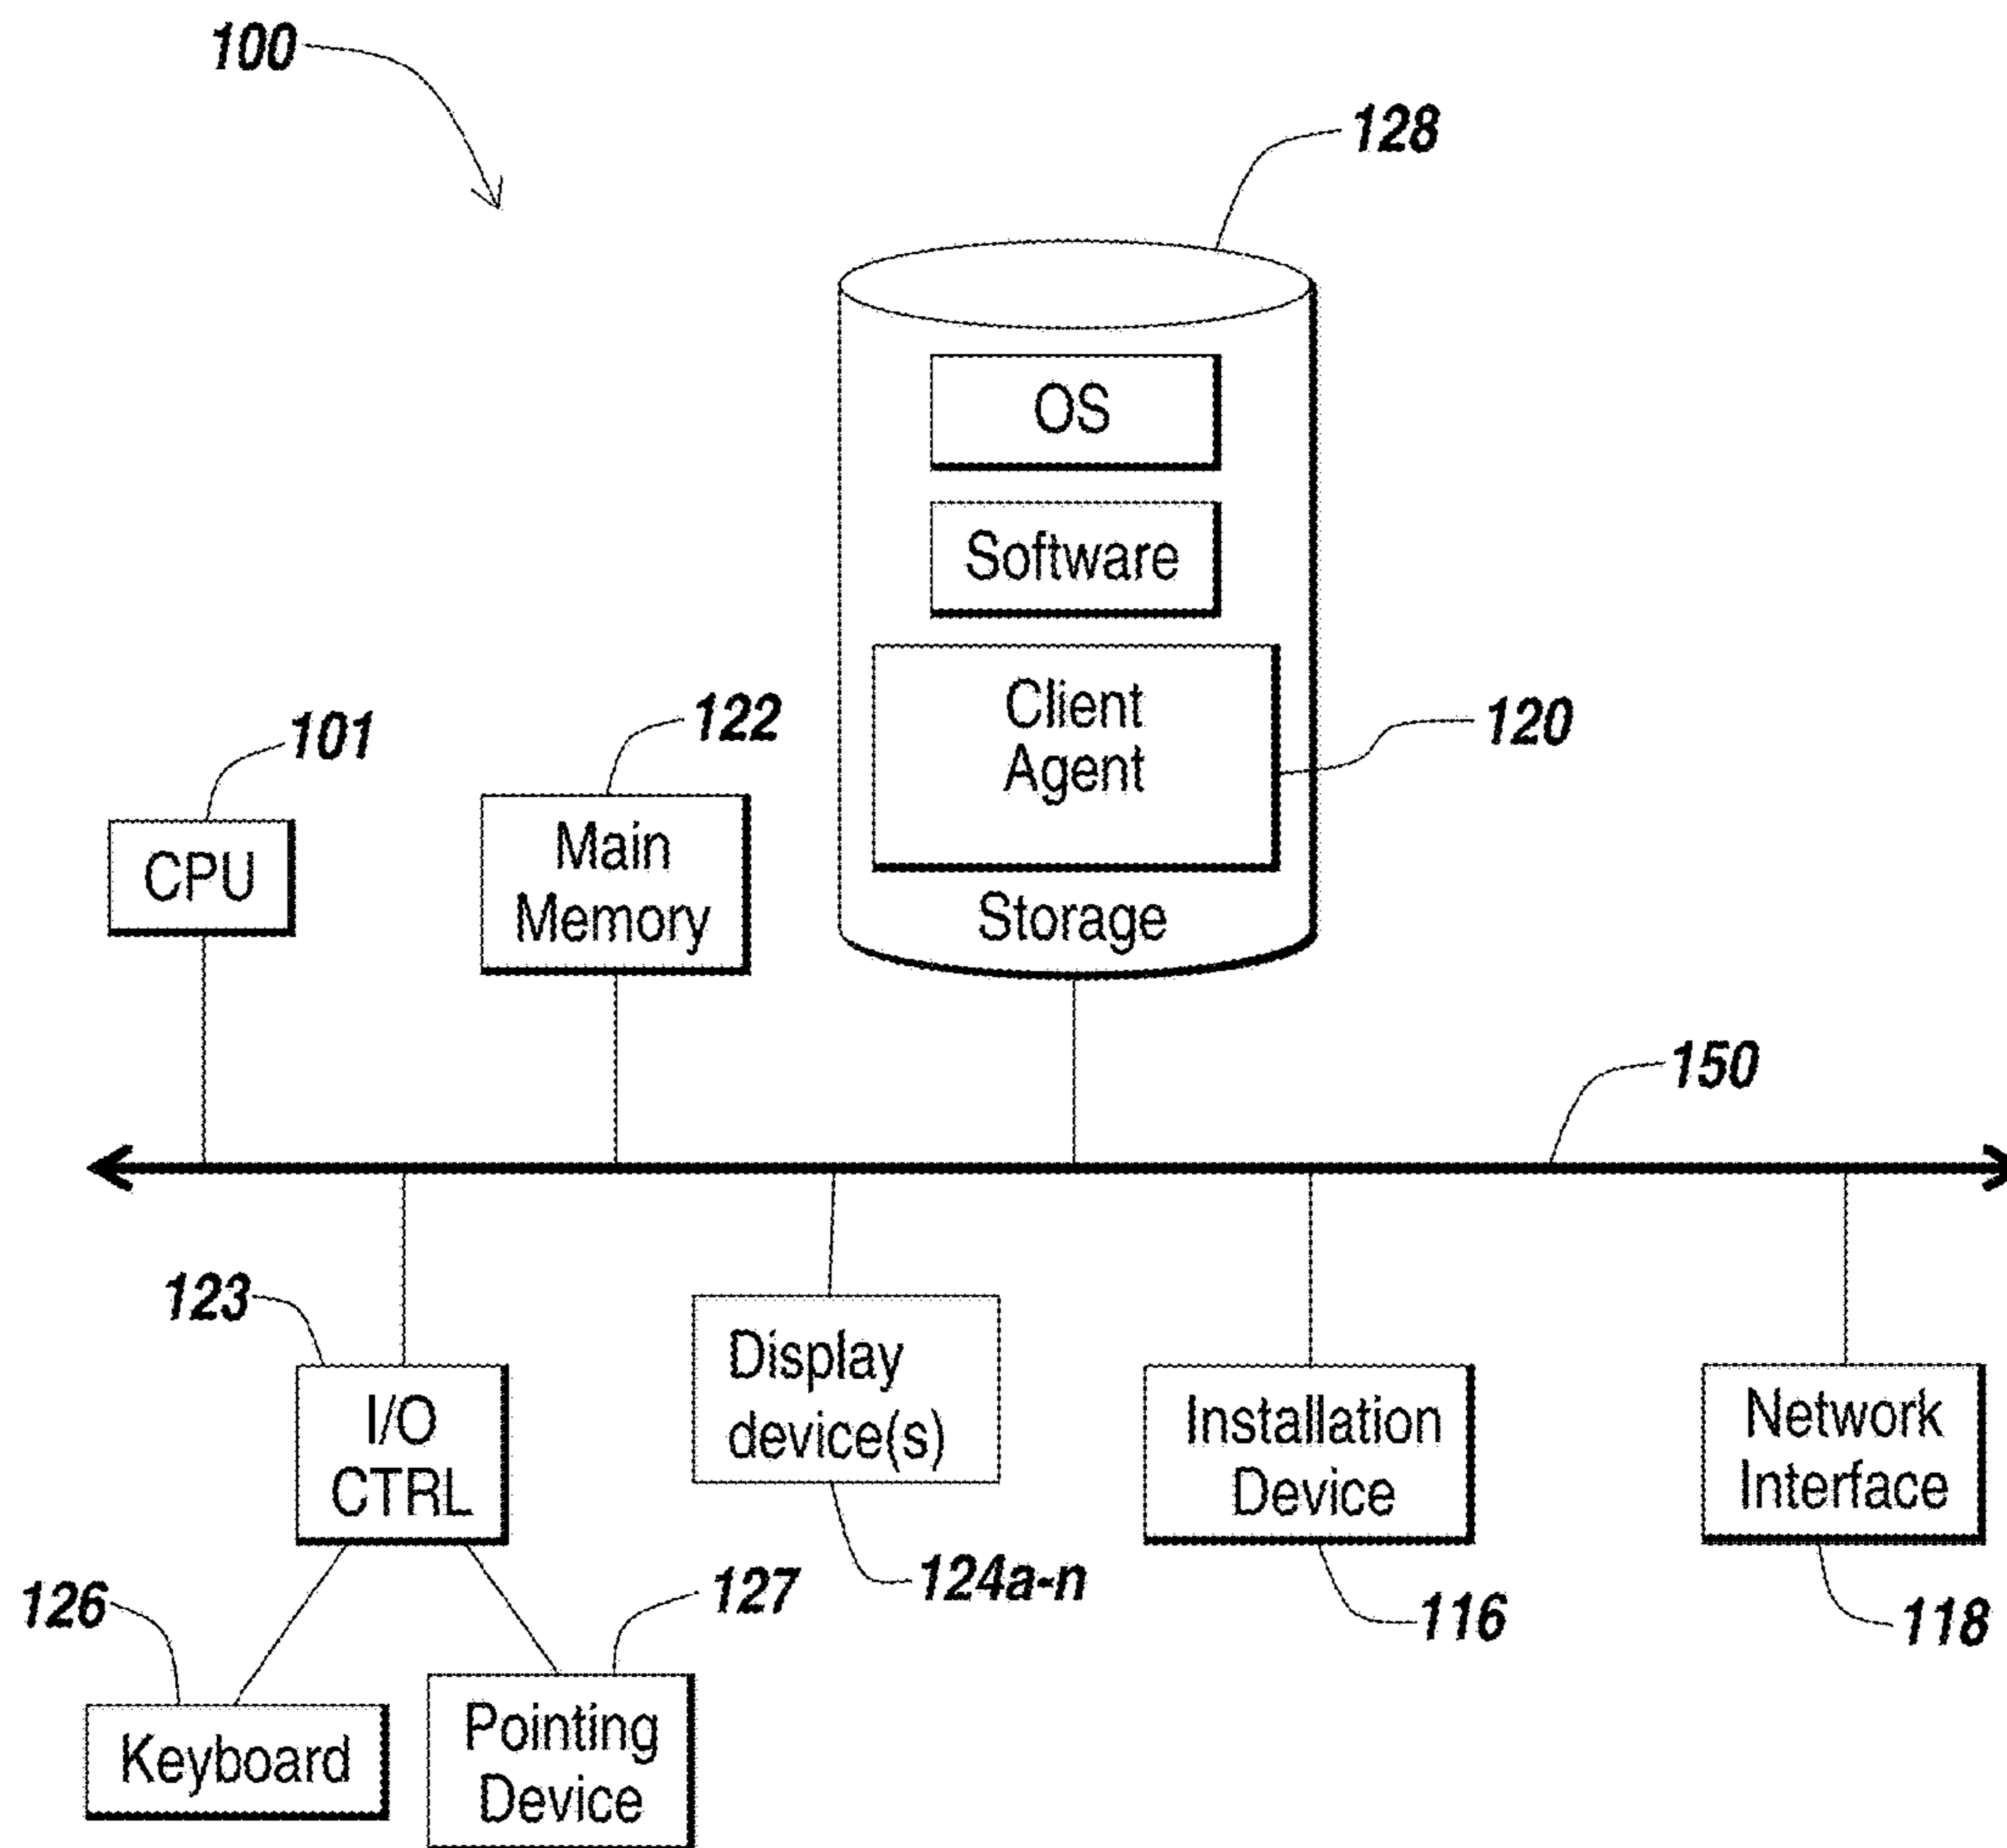 100
128
OS
Software
Client
Agent
120
Storage
101
CPU
122
Main
Memory
150
123
I/O
CTRL
Display
device(s)
124a-n
Installation
Device
116
Network
Interface
118
126
Keyboard
127
Pointing
Device